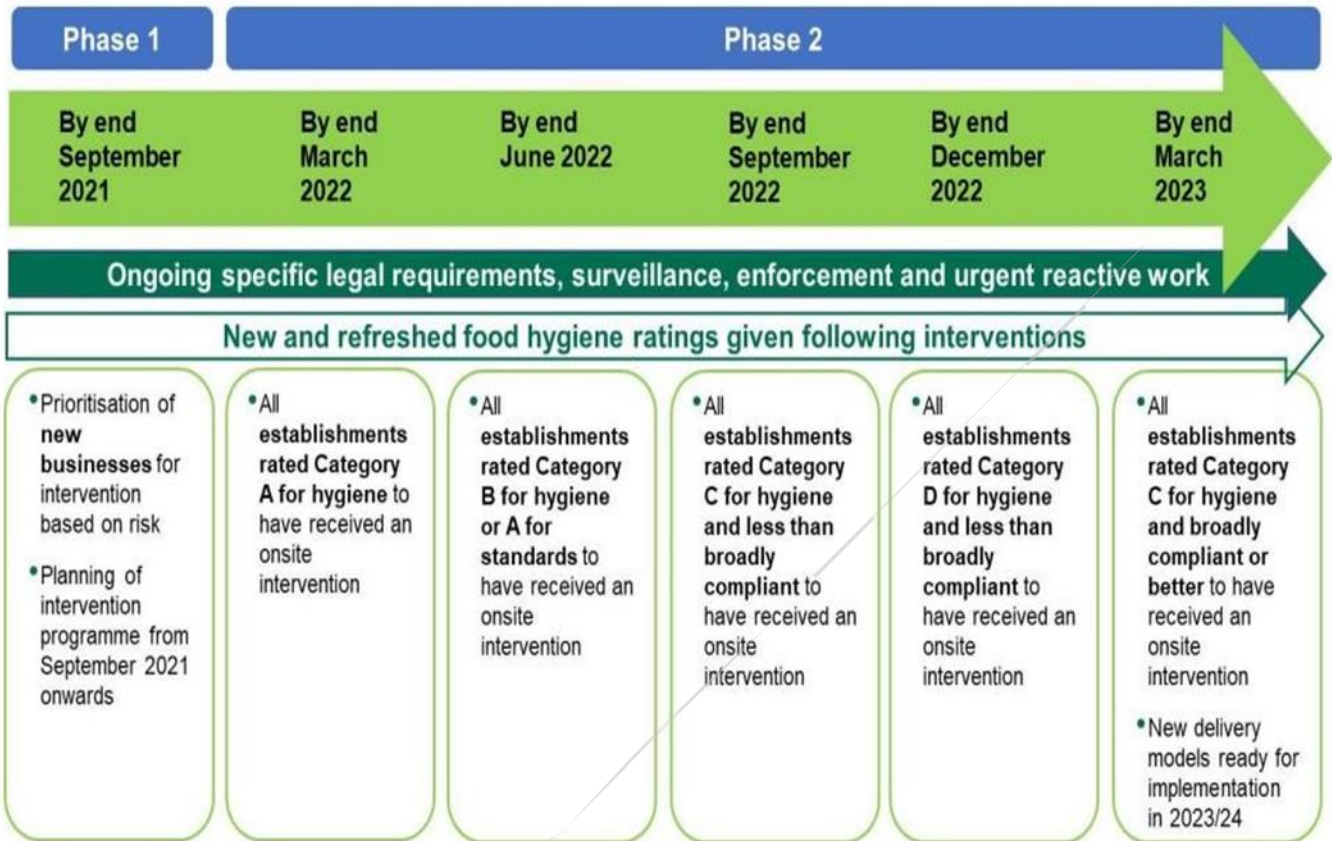 Phase 1
Phase 2
By end
September
2021
By end
March
2022
By end
June 2022
By end
September
2022
By end
December
2022
By end
March
2023
Ongoing specific legal requirements, surveillance, enforcement and urgent reactive work
New and refreshed food hygiene ratings given following interventions
•Prioritisation of
new
businesses for
intervention
based on risk
•Planning of
intervention
programme from
September 2021
onwards
•All
establishments
rated Category
A for hygiene to
have received an
onsite
intervention
•All
establishments
rated Category
B for hygiene
or A for
standards to
have received an
onsite
intervention
•All
establishments
rated Category
C for hygiene
and less than
broadly
compliant to
have received an
onsite
intervention
•All
establishments
rated Category
D for hygiene
and less than
broadly
compliant to
have received an
onsite
intervention
•All
establishments
rated Category
C for hygiene
and broadly
compliant or
better to have
received an
onsite
intervention
•New delivery
models ready for
implementation
in 2023/24